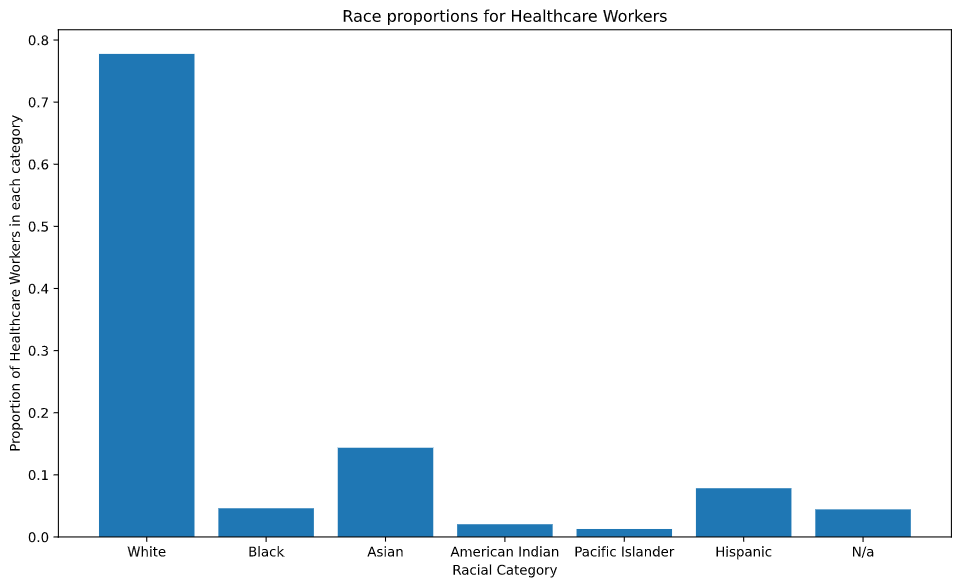 Race proportions for Healthcare Workers
Proportion of Healthcare Workers in each category
0.8
0.7
0.6
0.5
0.4
0.3
0.2
0.1
0.0
White Black Asian American Indian Pacific Islander Hispanic N/a
Racial Category